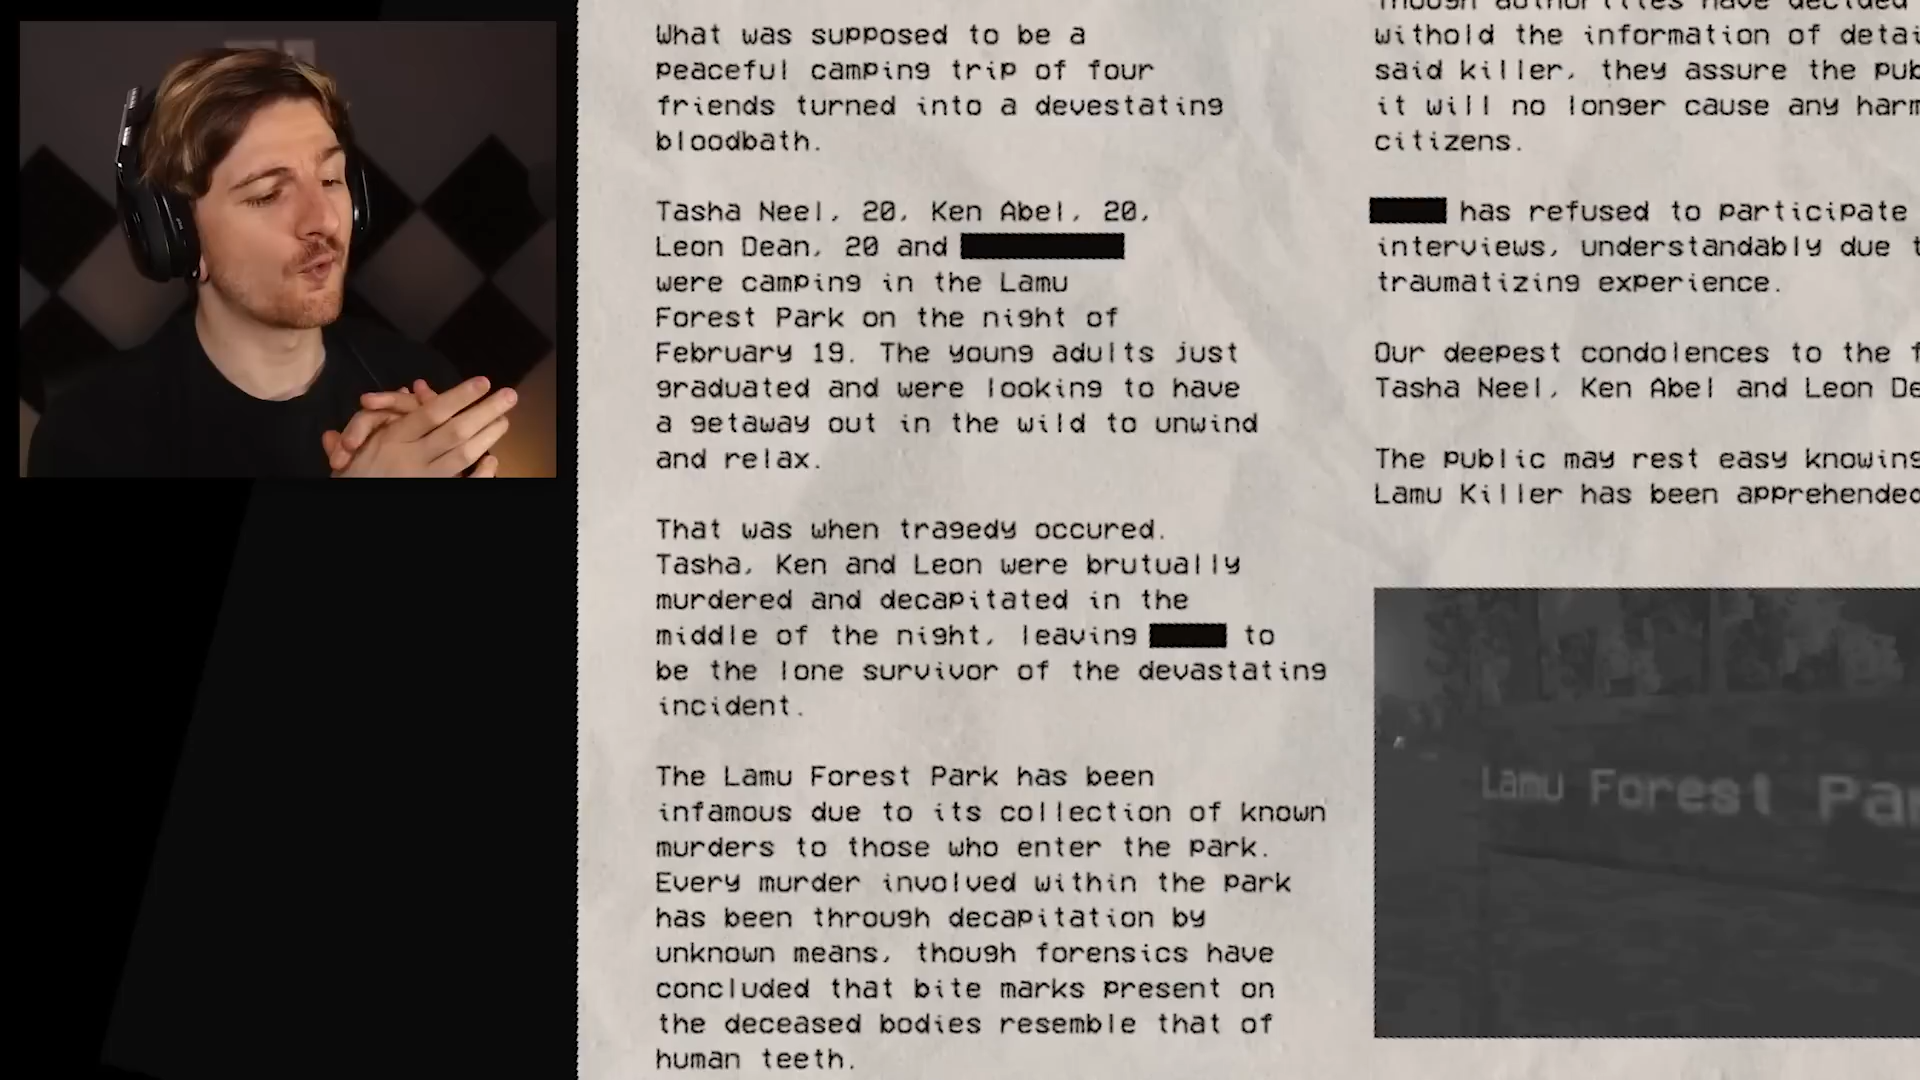 What was supposed to be a
peaceful camping trip of four
friends turned into a devestating
bloodbath.
Tasha Neel, 20, Ken Abel, 20,
Leon Dean, 20 and
were camping in the Lamu
Forest Park on the night of
February 19. The young adults just
graduated and were looking to have
a getaway out in the wild to unwind
and relax.
That was when tragedy occured.
Tasha, Ken and Leon were brutually
murdered and decapitated in the
middle of the night, leaving to
be the lone survivor of the devastating
incident.
The Lamu Forest Park has been
infamous due to its collection of known
murders to those who enter the park.
Every murder involved within the park
has been through decapitation by
unknown means, though forensics have
concluded that bite marks present on
the deceased bodies resemble that of
human teeth.
Though authorities have decided
withold the information of detai
said killer, they assure the pub
it will no longer cause any harm
citizens.
has refused to participate
interviews, understandably due t
traumatizing experience.
Our deepest condolences to the f
Tasha Neel, Ken Abel and Leon De
The public may rest easy knowing
Lamu Killer has been apprehended
Lamu Forest Par